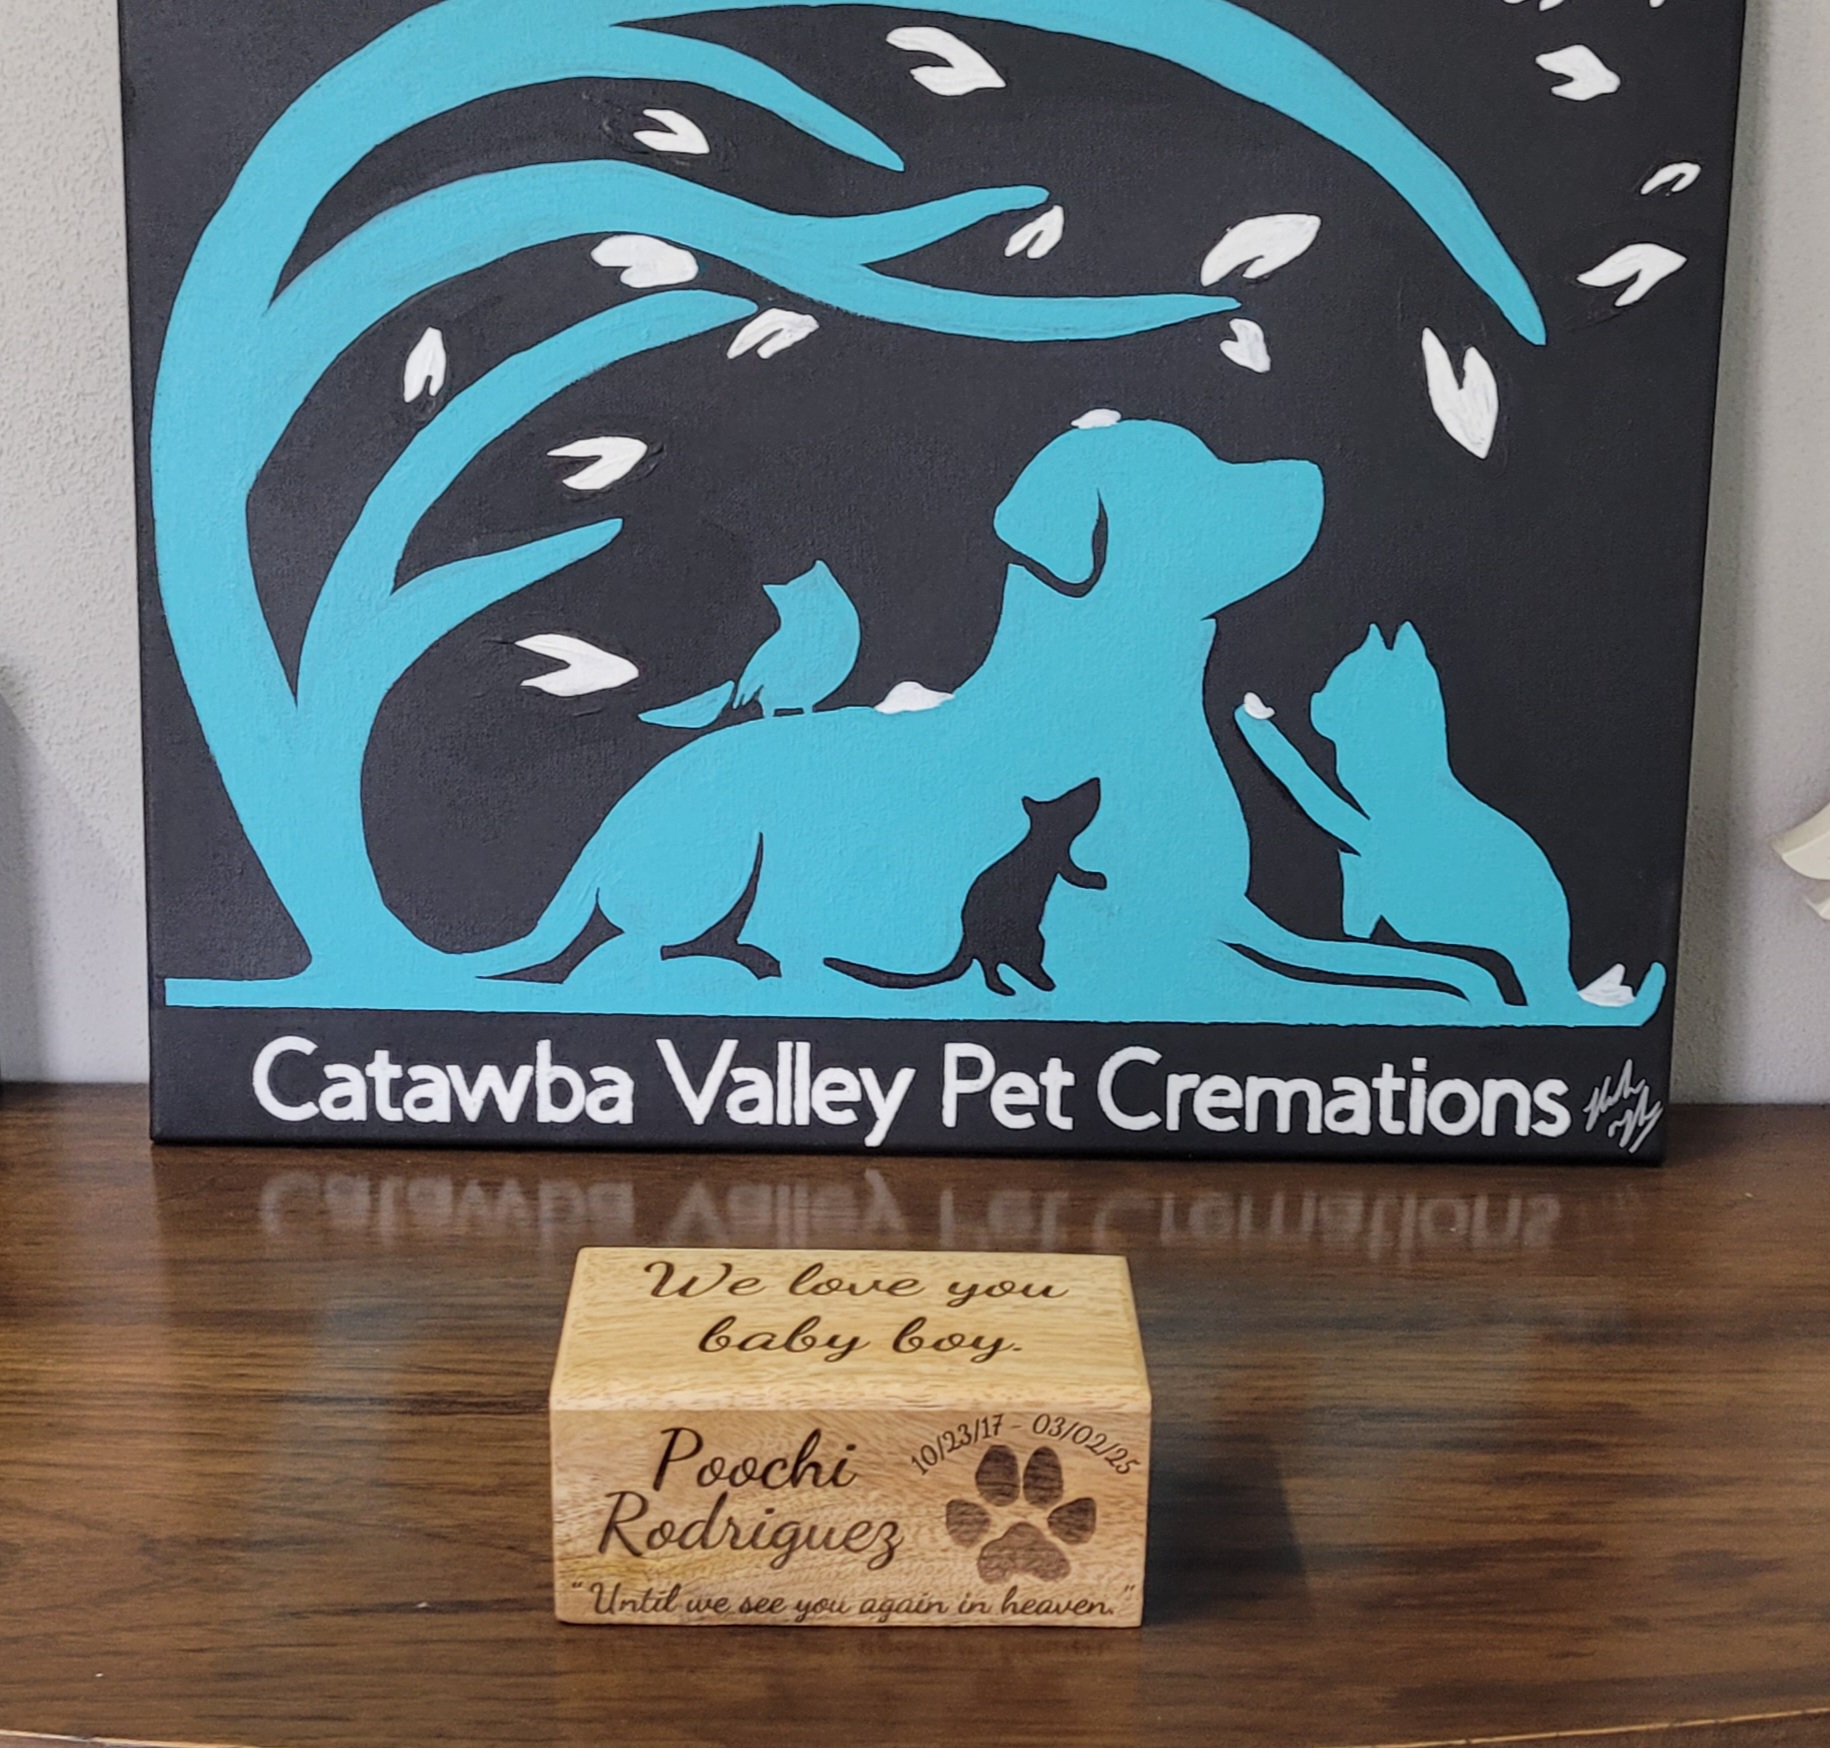 Catawba Valley Pet Cremations
We love you
baby boy.
Poochi
Rodriguez
10/23/17 - 03/02/25
"Until we see you again in heaven."